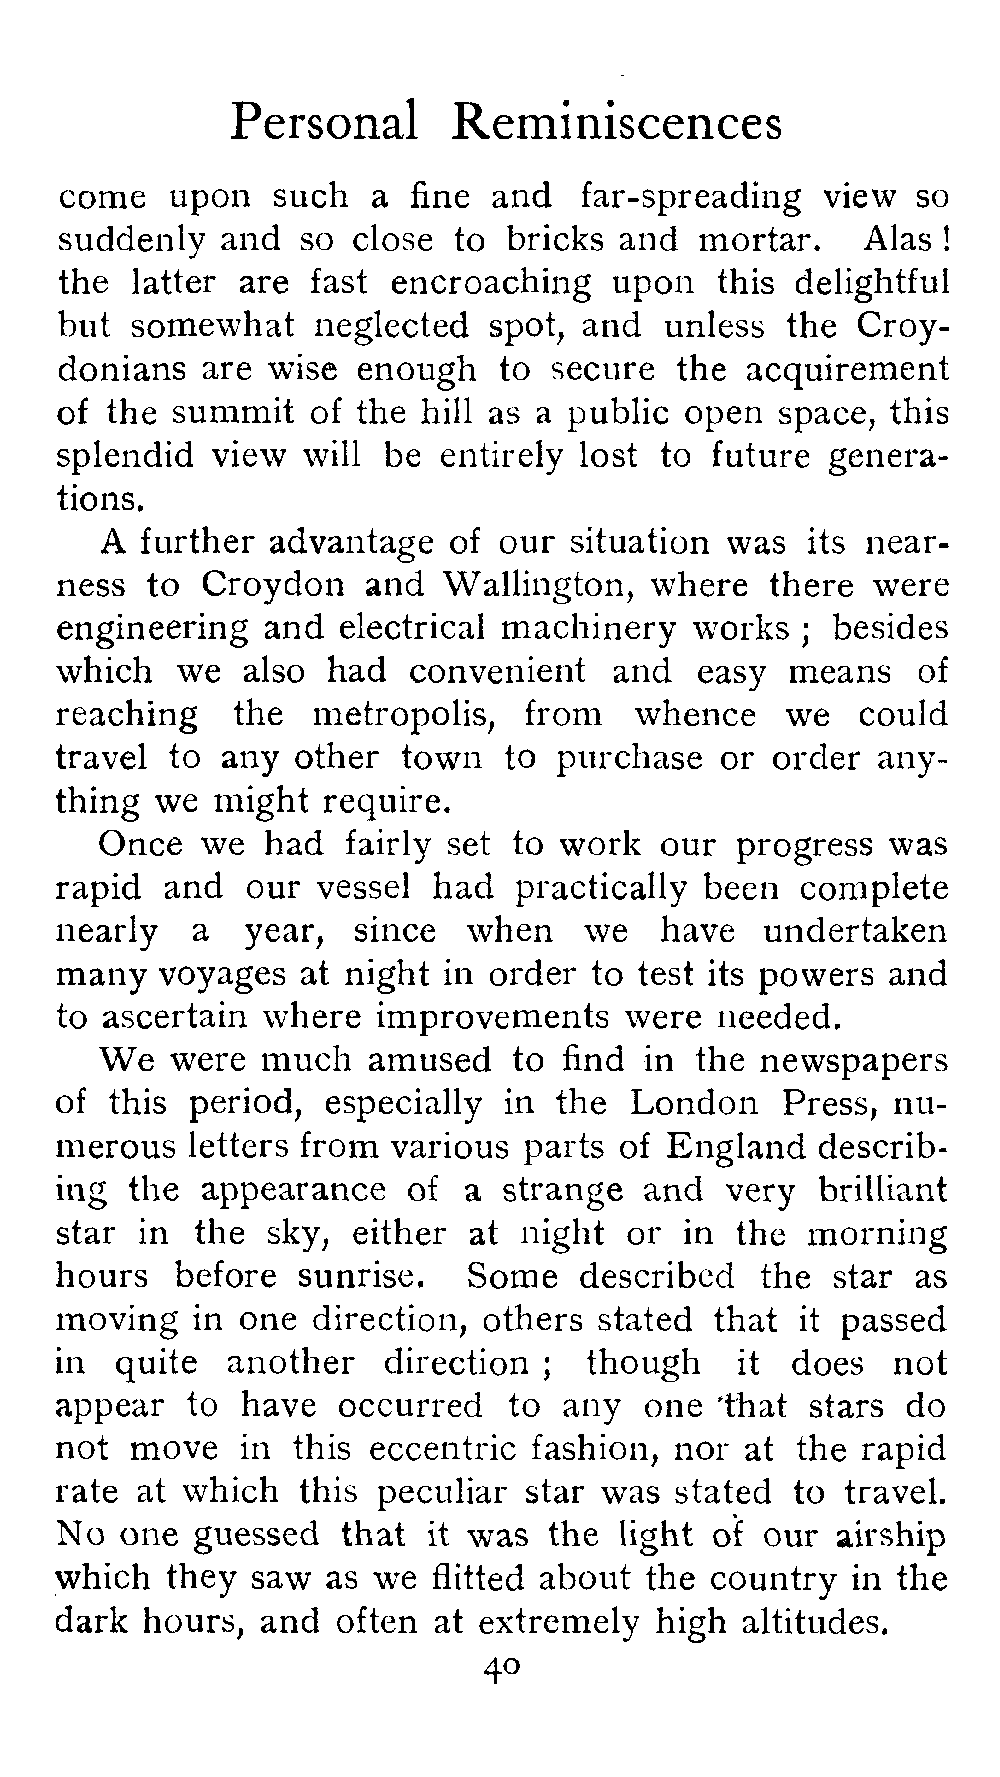 Personal Reminiscences
come upon such a fine and far-spreading view so
suddenly and so close to bricks and mortar. Alas !
the latter are fast encroaching upon this delightful
but somewhat neglected spot, and unless the Croy-
donians are wise enough to secure the acquirement
of the summit of the hill as a public open space, this
splendid view will be entirely lost to future genera-
tions.
A further advantage of our situation was its near-
ness to Croydon and Wallington, where there were
engineering and electrical machinery works ; besides
which we also had convenient and easy means of
reaching the metropolis, from whence we could
travel to any other town to purchase or order any-
thing we might require.
Once we had fairly set to work our progress was
rapid and our vessel had practically been complete
nearly a year, since when we have undertaken
many voyages at night in order to test its powers and
to ascertain where improvements were needed.
We were much amused to find in the newspapers
of this period, especially in the London Press, nu-
merous letters from various parts of England describ-
ing the appearance of a strange and very brilliant
star in the sky, either at night or in the morning
hours before sunrise. Some described the star as
moving in one direction, others stated that it passed
in quite another direction ; though it does not
appear to have occurred to any one that stars do
not move in this eccentric fashion, nor at the rapid
rate at which this peculiar star was stated to travel.
No one guessed that it was the light of our airship
which they saw as we flitted about the country in the
dark hours, and often at extremely high altitudes.
40